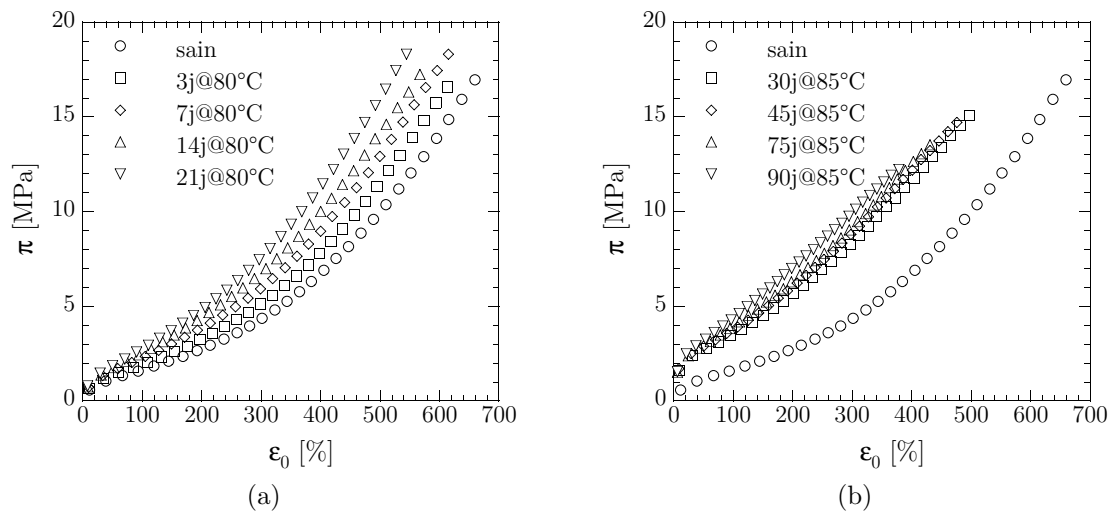 20
15
10
5
0
π [MPa]
sain
3j@80°C
7j@80°C
14j@80°C
21j@80°C
0 100 200 300 400 500 600 700
ε0 [%]
(a)
20
15
10
5
0
π [MPa]
sain
30j@85°C
45j@85°C
75j@85°C
90j@85°C
0 100 200 300 400 500 600 700
ε0 [%]
(b)